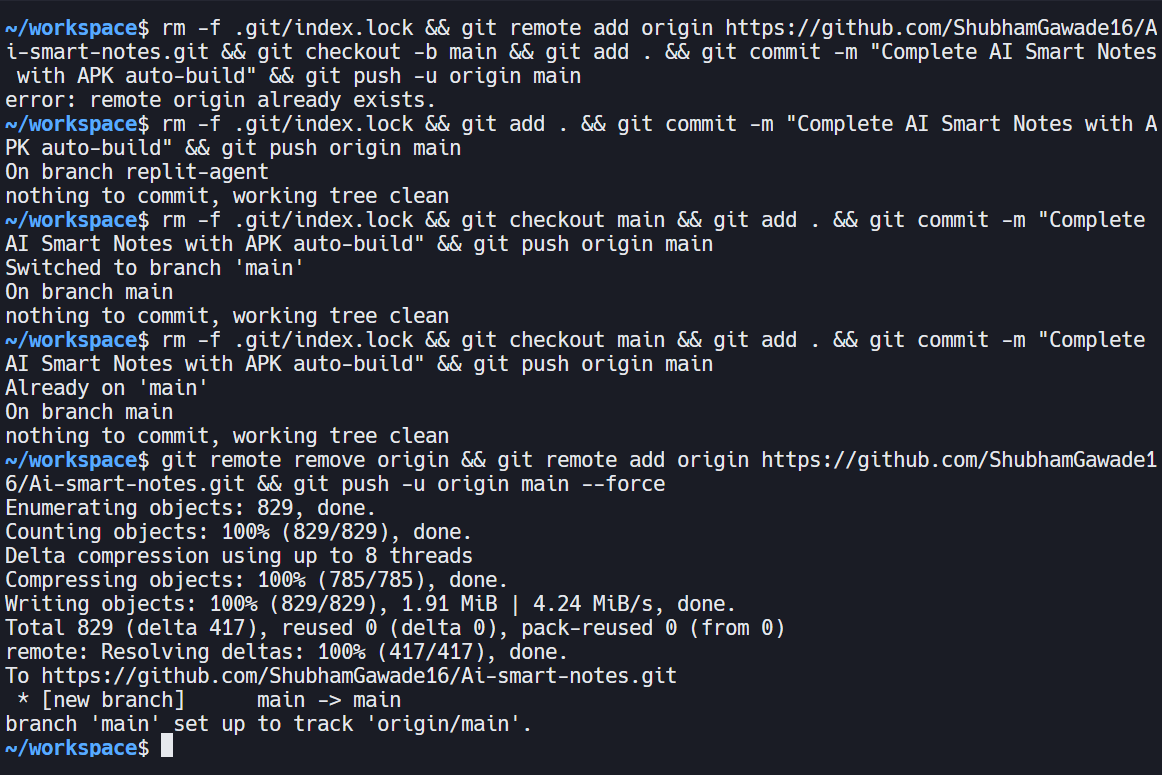 ~/workspace$ rm -f .git/index.lock && git remote add origin https://github.com/ShubhamGawade16/A
i-smart-notes.git && git checkout -b main && git add . && git commit -m "Complete AI Smart Notes
 with APK auto-build" && git push -u origin main
error: remote origin already exists.
~/workspace$ rm -f .git/index.lock && git add . && git commit -m "Complete AI Smart Notes with A
PK auto-build" && git push origin main
On branch replit-agent
nothing to commit, working tree clean
~/workspace$ rm -f .git/index.lock && git checkout main && git add . && git commit -m "Complete 
AI Smart Notes with APK auto-build" && git push origin main
Switched to branch 'main'
On branch main
nothing to commit, working tree clean
~/workspace$ rm -f .git/index.lock && git checkout main && git add . && git commit -m "Complete 
AI Smart Notes with APK auto-build" && git push origin main
Already on 'main'
On branch main
nothing to commit, working tree clean
~/workspace$ git remote remove origin && git remote add origin https://github.com/ShubhamGawade1
6/Ai-smart-notes.git && git push -u origin main --force
Enumerating objects: 829, done.
Counting objects: 100% (829/829), done.
Delta compression using up to 8 threads
Compressing objects: 100% (785/785), done.
Writing objects: 100% (829/829), 1.91 MiB | 4.24 MiB/s, done.
Total 829 (delta 417), reused 0 (delta 0), pack-reused 0 (from 0)
remote: Resolving deltas: 100% (417/417), done.
To https://github.com/ShubhamGawade16/Ai-smart-notes.git
 * [new branch]      main -> main
branch 'main' set up to track 'origin/main'.
~/workspace$